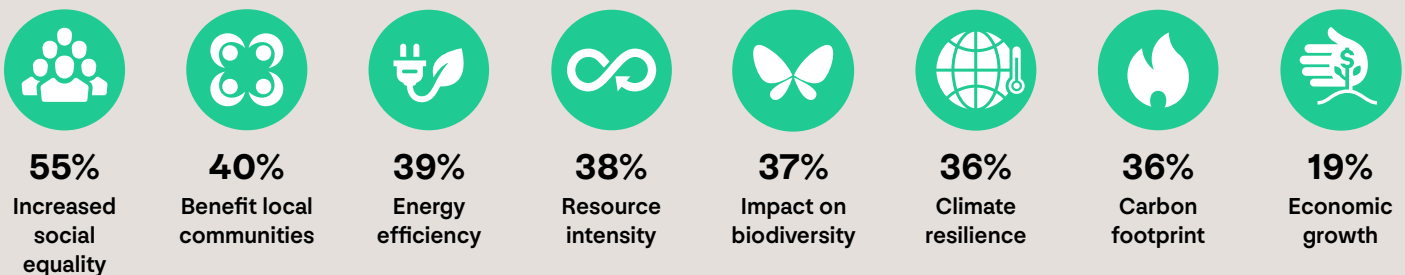 55%
Increased
social
equality
40%
Benefit local
communities
39%
Energy
efficiency
38%
Resource
intensity
37%
Impact on
biodiversity
36%
Climate
resilience
36%
Carbon
footprint
$
19%
Economic
growth